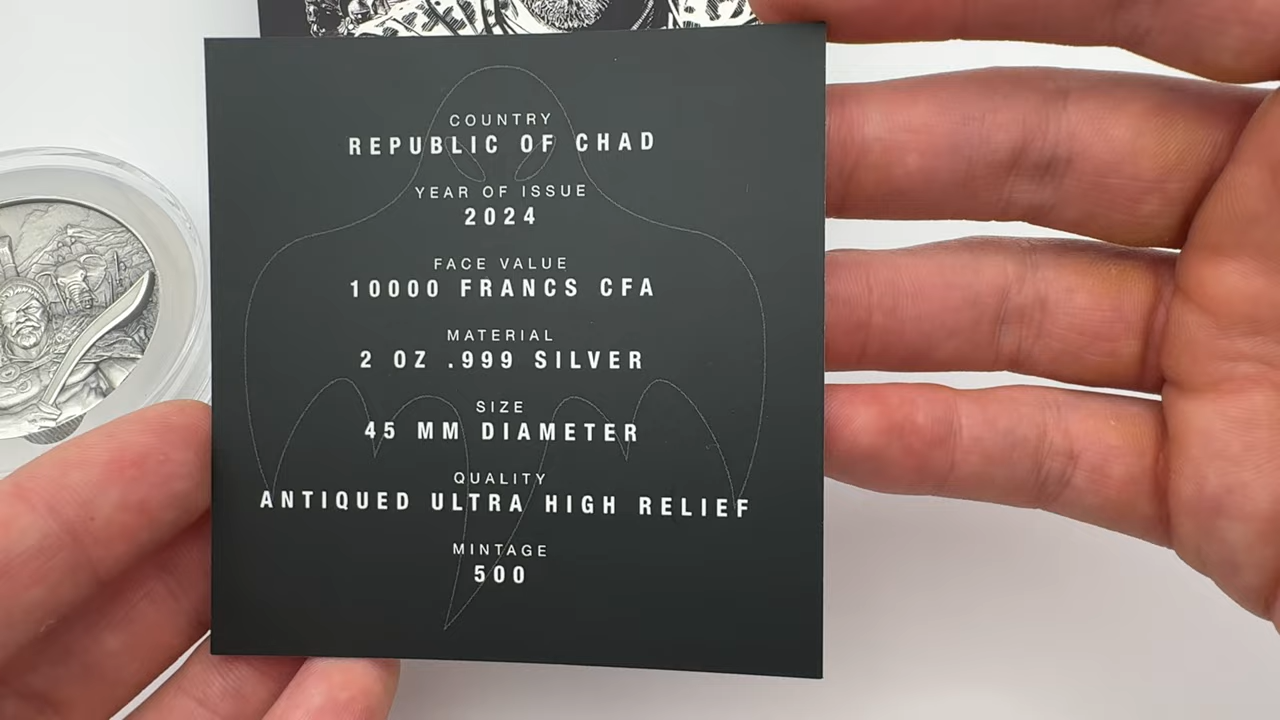 COUNTRY
REPUBLIC OF CHAD
YEAR OF ISSUE
2024
FACE VALUE
10000 FRANCS CFA
MATERIAL
2 OZ .999 SILVER
SIZE
45 MM DIAMETER
QUALITY
ANTIQUED ULTRA HIGH RELIEF
MINTAGE
500